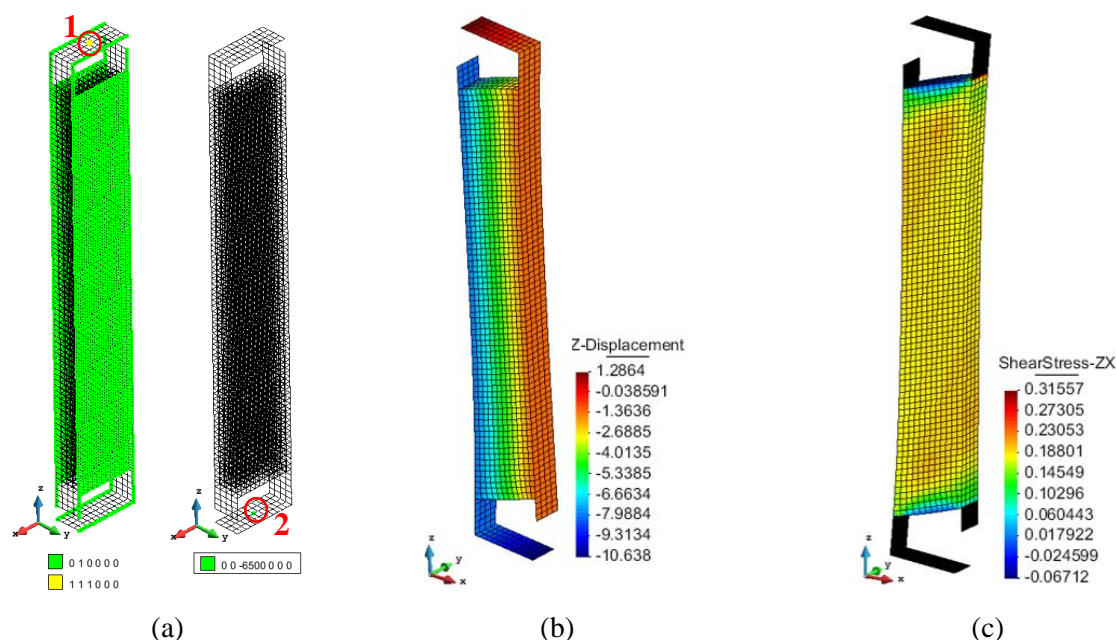 1
z
x
y
0 1 0 0 0 0
1 1 1 0 0 0
2
z
x
y
0 0 -6500 0 0 0
(a)
Z-Displacement
1.2864
-0.038591
-1.3636
-2.6885
-4.0135
-5.3385
-6.6634
-7.9884
-9.3134
-10.638
z
y
x
(b)
ShearStress-ZX
0.31557
0.27305
0.23053
0.18801
0.14549
0.10296
0.060443
0.017922
-0.024599
-0.06712
z
y
x
(c)